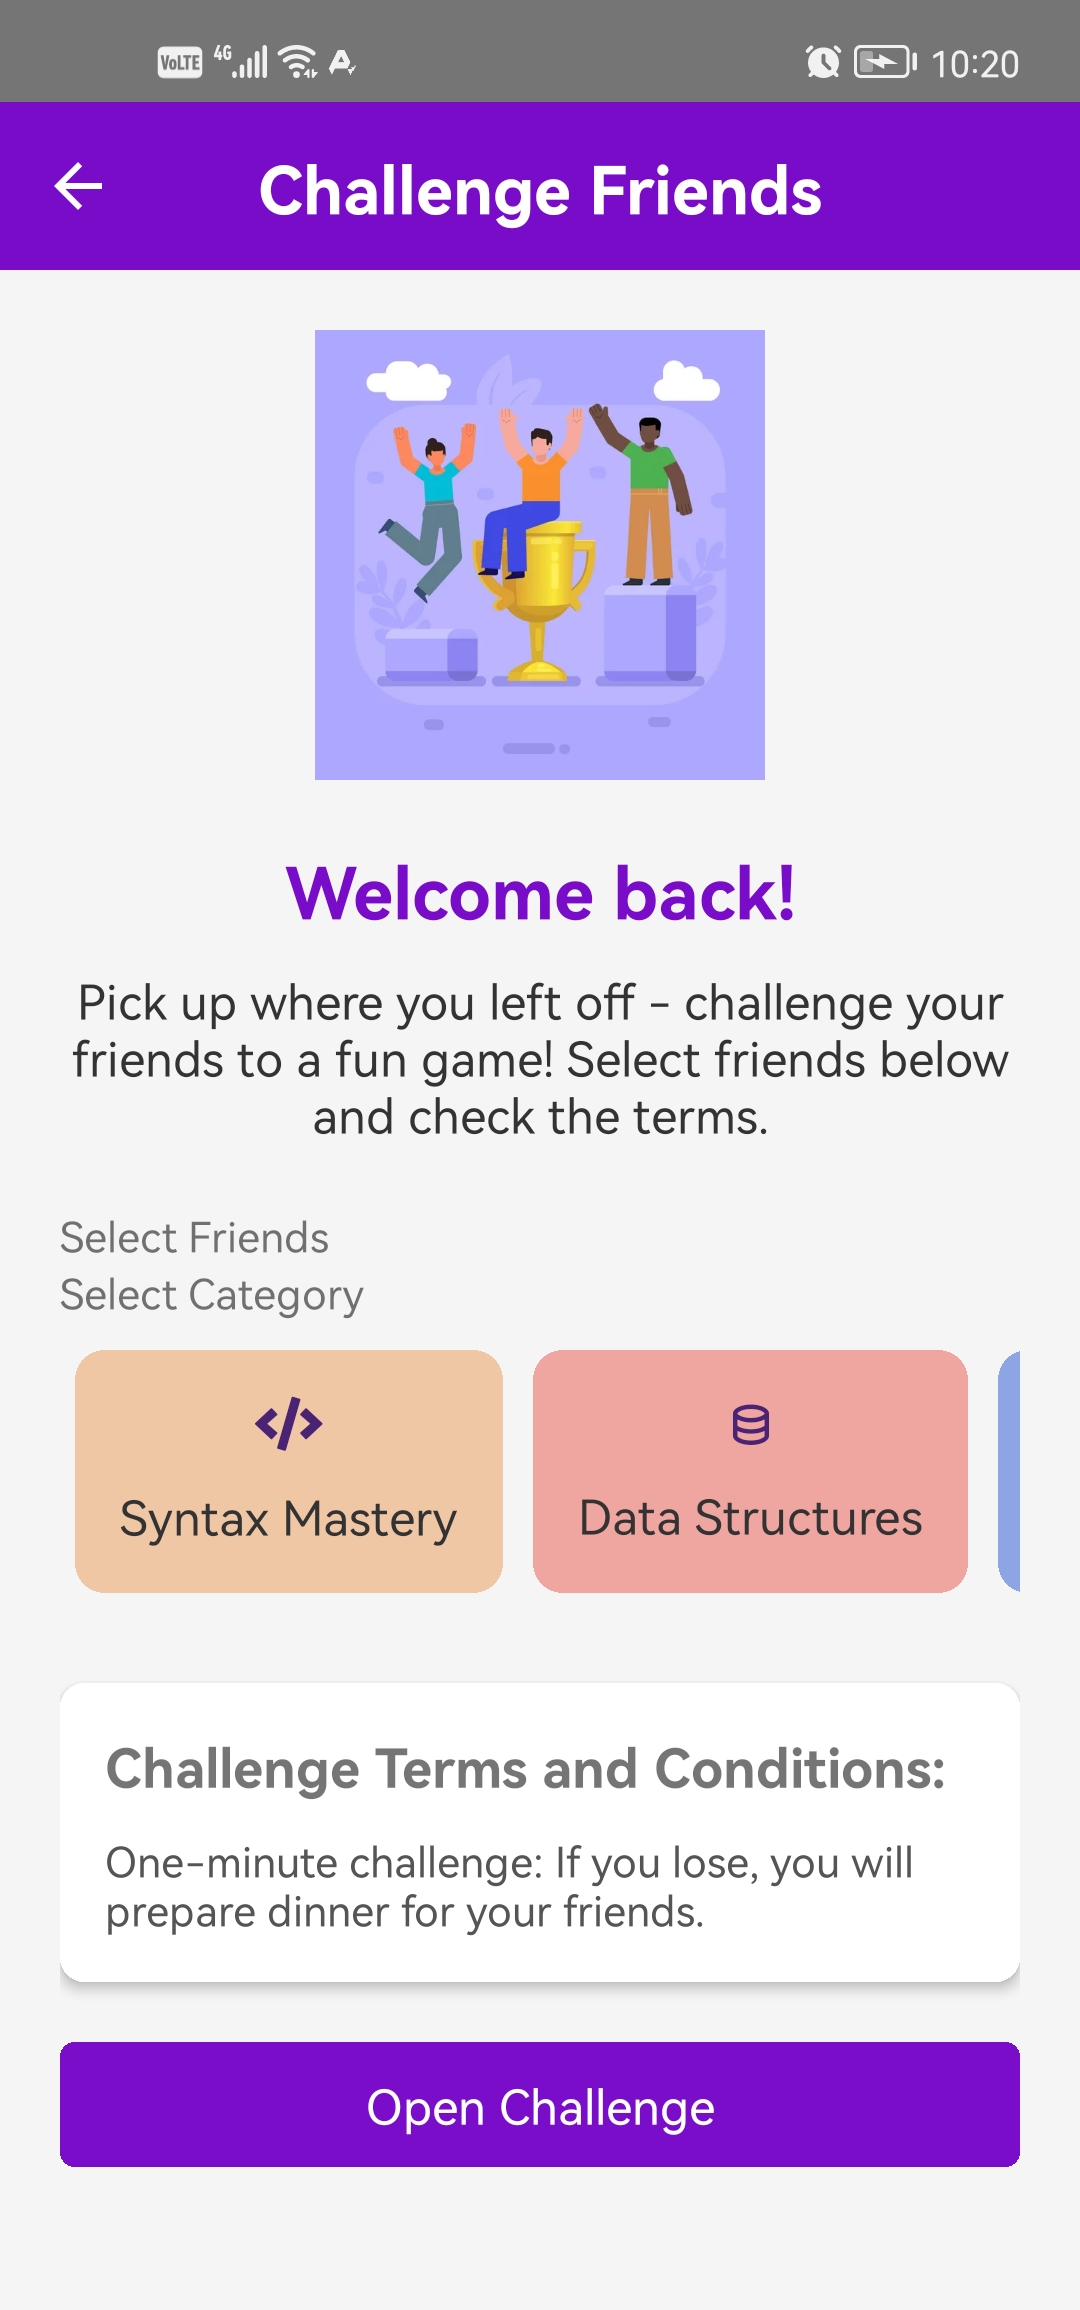 VoLTE 4G 10:20
Challenge Friends
Welcome back!
Pick up where you left off - challenge your
friends to a fun game! Select friends below
and check the terms.
Select Friends
Select Category
Syntax Mastery
Data Structures
Challenge Terms and Conditions:
One-minute challenge: If you lose, you will
prepare dinner for your friends.
Open Challenge